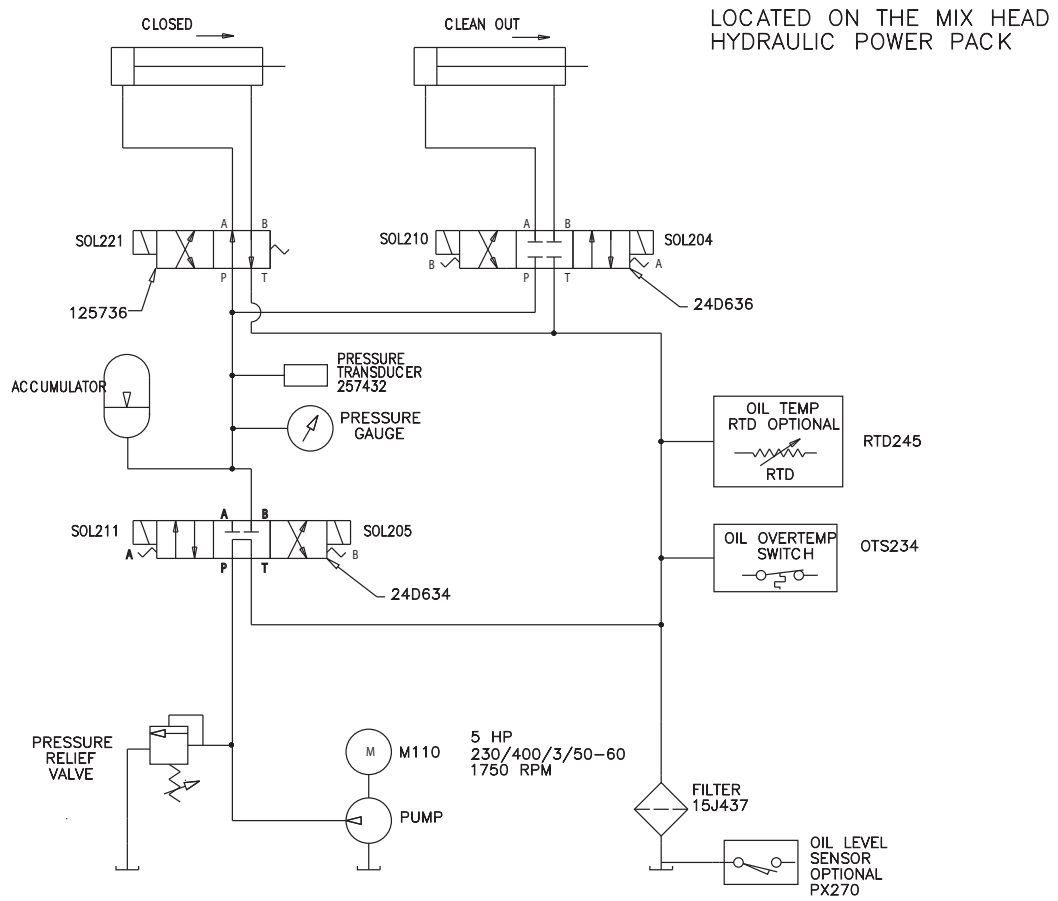 LOCATED ON THE MIX HEAD
HYDRAULIC POWER PACK
CLOSED
CLEAN OUT
A B
A B
SOL221
SOL210
SOL204
B
A
P T
P T
125736
24D636
PRESSURE
TRANSDUCER
257432
ACCUMULATOR
PRESSURE
GAUGE
OIL TEMP
RTD OPTIONAL
RTD
RTD245
A B
SOL211
SOL205
A
B
P T
24D634
OIL OVERTEMP
SWITCH
OTS234
PRESSURE
RELIEF
VALVE
M
M110
5 HP
230/400/3/50-60
1750 RPM
PUMP
FILTER
15J437
OIL LEVEL
SENSOR
OPTIONAL
PX270